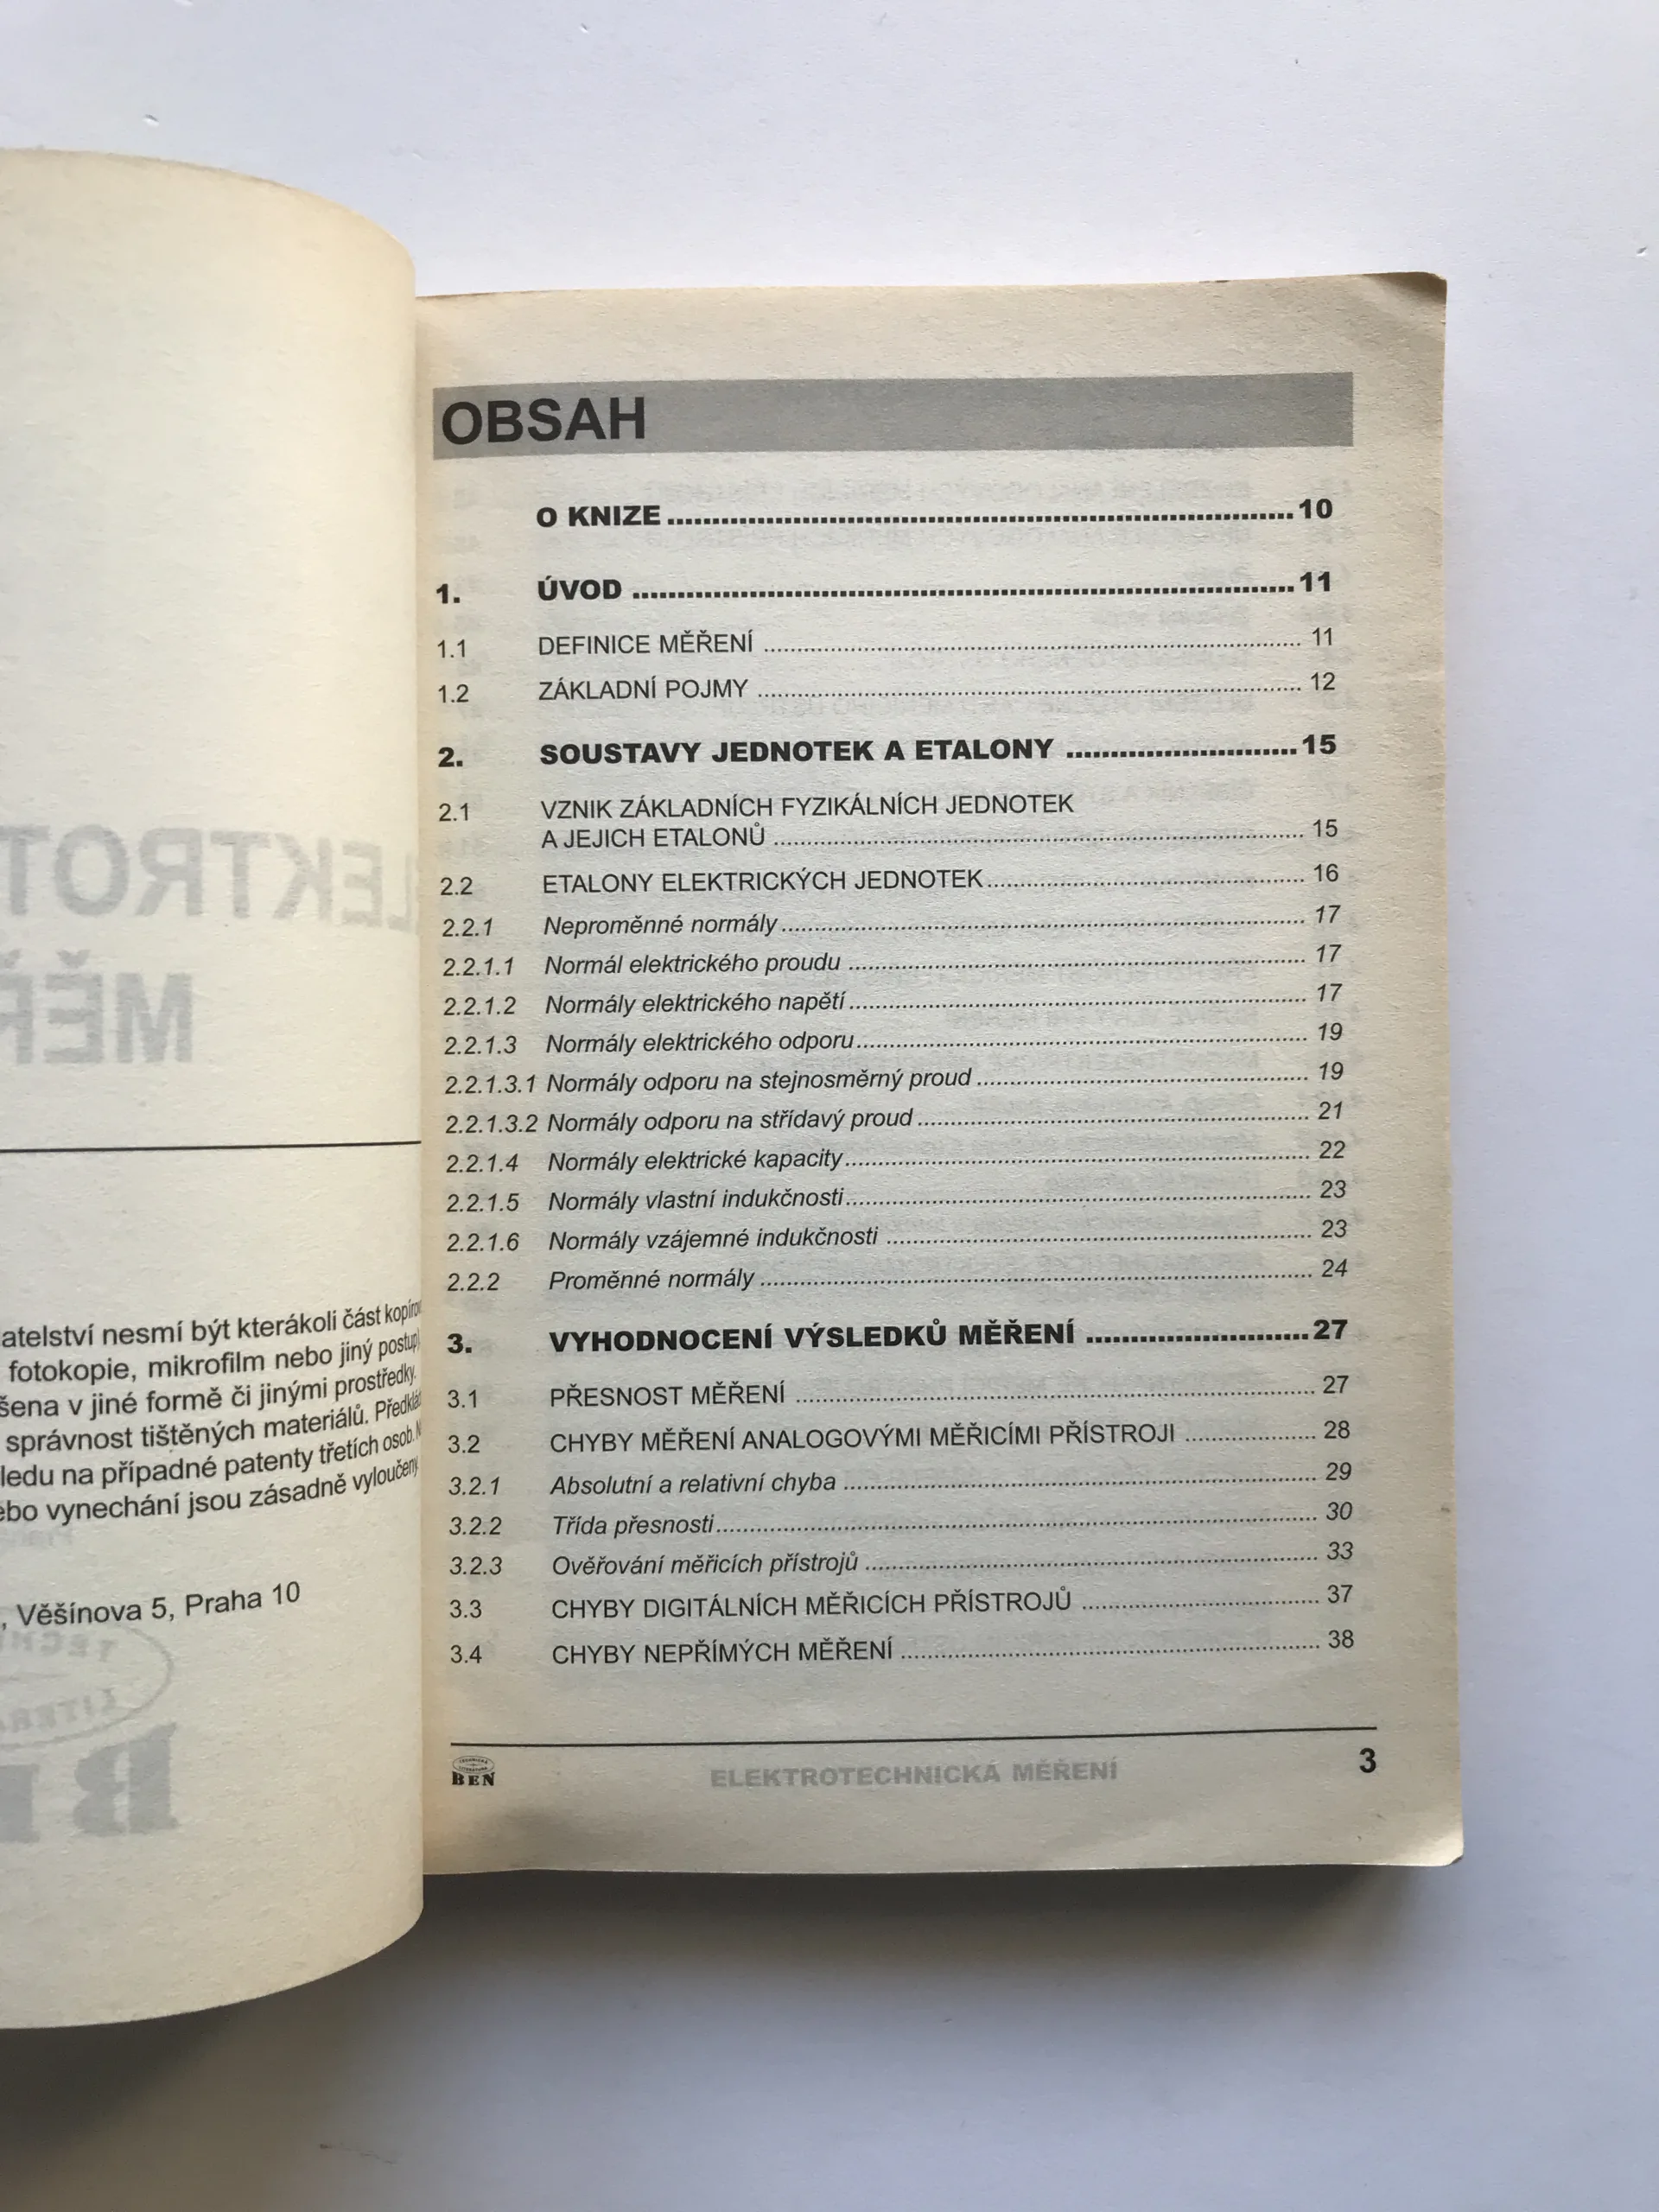 atelství nesmí být kterákoli část
fotokopie, mikrofilm nebo jiný
šena v jiné formě či jinými prostředky.
správnost tištěných materiálů.
ledu na případné patenty třetích osob.
ebo vynechání jsou zásadně vyloučeny
, Věšínova 5, Praha 10
OBSAH
O KNIZE ........ 10
1. ÚVOD ........ 11
1.1 DEFINICE MĚŘENÍ ........ 11
1.2 ZÁKLADNÍ POJMY ........ 12
2. SOUSTAVY JEDNOTEK A ETALONY ........ 15
2.1 VZNIK ZÁKLADNÍCH FYZIKÁLNÍCH JEDNOTEK
A JEJICH ETALONŮ ........ 15
2.2 ETALONY ELEKTRICKÝCH JEDNOTEK ........ 16
2.2.1 Neproměnné normály ........ 17
2.2.1.1 Normál elektrického proudu ........ 17
2.2.1.2 Normály elektrického napětí ........ 17
2.2.1.3 Normály elektrického odporu ........ 19
2.2.1.3.1 Normály odporu na stejnosměrný proud ........ 19
2.2.1.3.2 Normály odporu na střídavý proud ........ 21
2.2.1.4 Normály elektrické kapacity ........ 22
2.2.1.5 Normály vlastní indukčnosti ........ 23
2.2.1.6 Normály vzájemné indukčnosti ........ 23
2.2.2 Proměnné normály ........ 24
3. VYHODNOCENÍ VÝSLEDKŮ MĚŘENÍ ........ 27
3.1 PŘESNOST MĚŘENÍ ........ 27
3.2 CHYBY MĚŘENÍ ANALOGOVÝMI MĚŘICÍMI PŘÍSTROJI ........ 28
3.2.1 Absolutní a relativní chyba ........ 29
3.2.2 Třída přesnosti ........ 30
3.2.3 Ověřování měřicích přístrojů ........ 33
3.3 CHYBY DIGITÁLNÍCH MĚŘICÍCH PŘÍSTROJŮ ........ 37
3.4 CHYBY NEPŘÍMÝCH MĚŘENÍ ........ 38
TECHNICKÁ
LITERATURA
BEN
ELEKTROTECHNICKÁ MĚŘENÍ
3